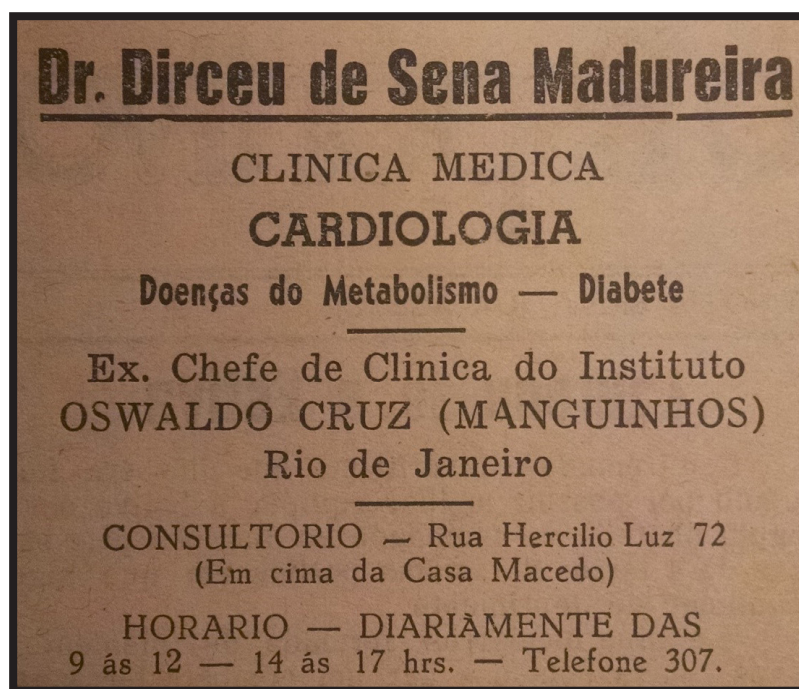 Dr. Dirceu de Sena Madureira
CLINICA MEDICA
CARDIOLOGIA
Doenças do Metabolismo — Diabete
Ex. Chefe de Clinica do Instituto
OSWALDO CRUZ (MANGUINHOS)
Rio de Janeiro
CONSULTORIO — Rua Hercilio Luz 72
(Em cima da Casa Macedo)
HORARIO — DIARIÀMENTE DAS
9 ás 12 — 14 ás 17 hrs. — Telefone 307.